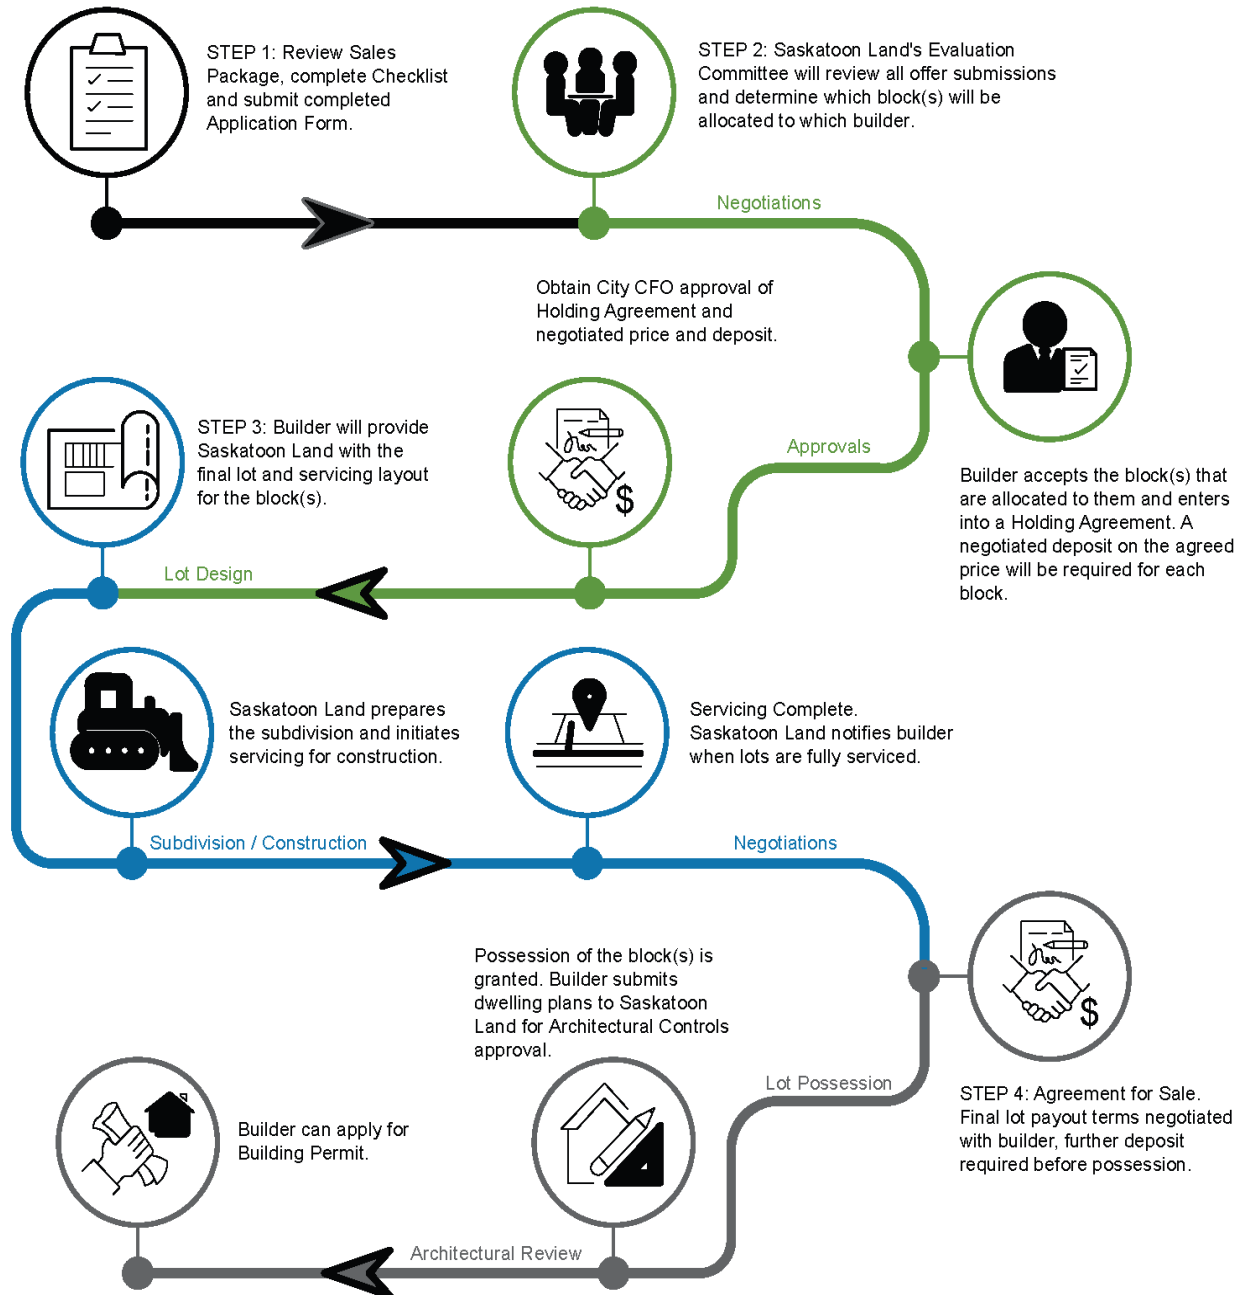 STEP 1: Review Sales
Package, complete Checklist
and submit completed
Application Form.
STEP 2: Saskatoon Land's Evaluation
Committee will review all offer submissions
and determine which block(s) will be
allocated to which builder.
Negotiations
Builder accepts the block(s) that
are allocated to them and enters
into a Holding Agreement. A
negotiated deposit on the agreed
price will be required for each
block.
Approvals
Obtain City CFO approval of
Holding Agreement and
negotiated price and deposit.
$
Lot Design
STEP 3: Builder will provide
Saskatoon Land with the
final lot and servicing layout
for the block(s).
Saskatoon Land prepares
the subdivision and initiates
servicing for construction.
Subdivision / Construction
Servicing Complete.
Saskatoon Land notifies builder
when lots are fully serviced.
Negotiations
$
STEP 4: Agreement for Sale.
Final lot payout terms negotiated
with builder, further deposit
required before possession.
Lot Possession
Possession of the block(s) is
granted. Builder submits
dwelling plans to Saskatoon
Land for Architectural Controls
approval.
Architectural Review
Builder can apply for
Building Permit.